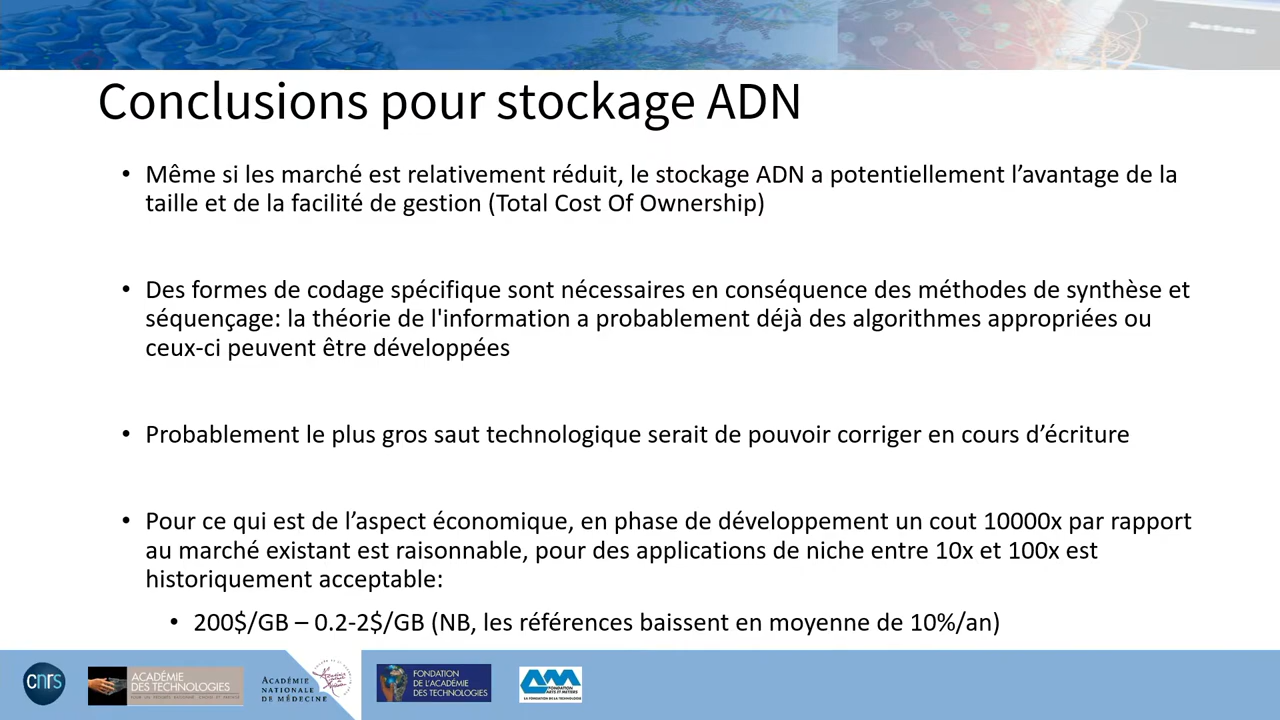 Conclusions pour stockage ADN
• Même si les marché est relativement réduit, le stockage ADN a potentiellement l’avantage de la
taille et de la facilité de gestion (Total Cost Of Ownership)
• Des formes de codage spécifique sont nécessaires en conséquence des méthodes de synthèse et
séquençage: la théorie de l'information a probablement déjà des algorithmes appropriées ou
ceux-ci peuvent être développées
• Probablement le plus gros saut technologique serait de pouvoir corriger en cours d’écriture
• Pour ce qui est de l’aspect économique, en phase de développement un cout 10000x par rapport
au marché existant est raisonnable, pour des applications de niche entre 10x et 100x est
historiquement acceptable:
• 200$/GB – 0.2-2$/GB (NB, les références baissent en moyenne de 10%/an)
cnrs
ACADÉMIE
DES TECHNOLOGIES
ACADÉMIE
NATIONALE
DE MÉDECINE
FONDATION
DE L'ACADÉMIE
DES TECHNOLOGIES
AM
FONDATION
ARTS ET MÉTIERS